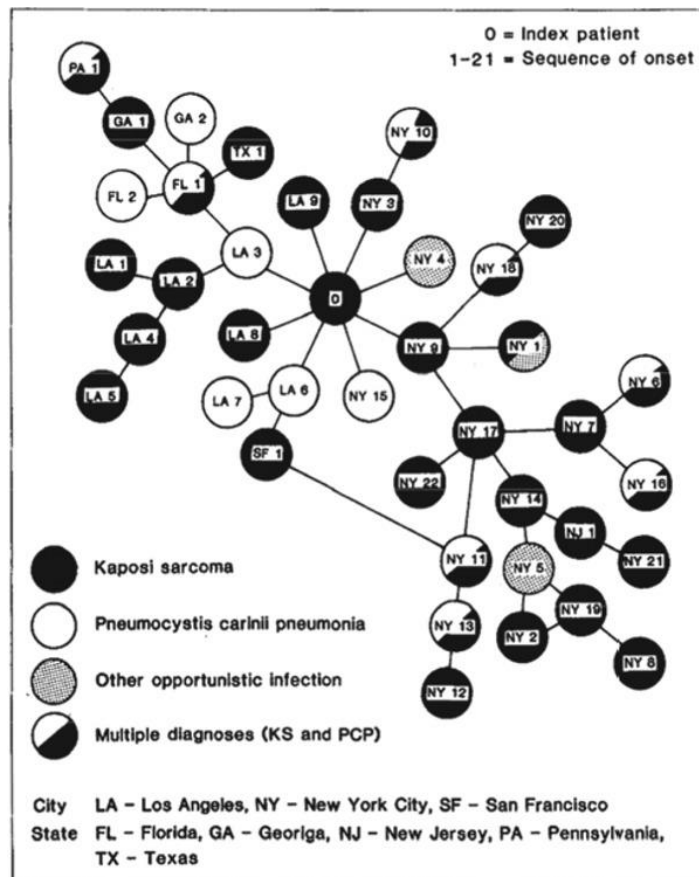 0 = Index patient
1-21 = Sequence of onset
PA 1
GA 1
GA 2
TX 1
FL 1
FL 2
NY 10
LA 9
NY 3
NY 20
LA 3
NY 4
NY 18
LA 1
LA 2
0
LA 4
LA 8
NY 9
NY 1
LA 5
LA 7
LA 6
NY 15
NY 6
SF 1
NY 17
NY 7
NY 22
NY 16
NY 14
NJ 1
NY 21
Kaposi sarcoma
NY 11
NY 5
Pneumocystis carinii pneumonia
NY 13
NY 2
NY 19
NY 8
Other opportunistic infection
NY 12
Multiple diagnoses (KS and PCP)
City LA - Los Angeles, NY - New York City, SF - San Francisco
State FL - Florida, GA - Georiga, NJ - New Jersey, PA - Pennsylvania,
TX - Texas